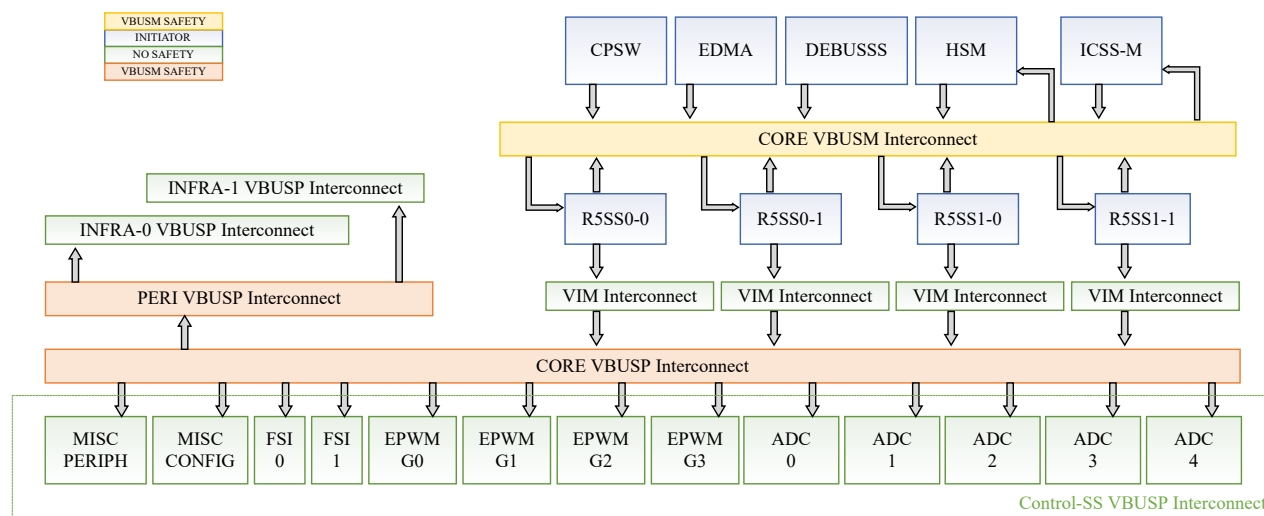 VBUSM SAFETY
INITIATOR
NO SAFETY
VBUSM SAFETY
CPSW
EDMA
DEBUSSS
HSM
ICSS-M
CORE VBUSM Interconnect
INFRA-1 VBUSP Interconnect
INFRA-0 VBUSP Interconnect
R5SS0-0
R5SS0-1
R5SS1-0
R5SS1-1
PERI VBUSP Interconnect
VIM Interconnect
VIM Interconnect
VIM Interconnect
VIM Interconnect
CORE VBUSP Interconnect
MISC
PERIPH
MISC
CONFIG
FSI
0
FSI
1
EPWM
G0
EPWM
G1
EPWM
G2
EPWM
G3
ADC
0
ADC
1
ADC
2
ADC
3
ADC
4
Control-SS VBUSP Interconnect